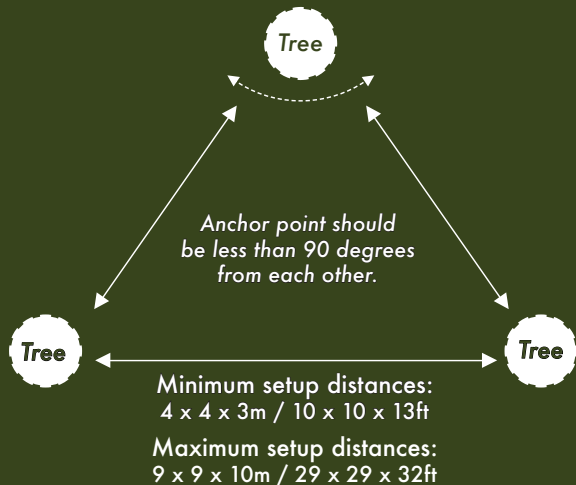 Tree
Anchor point should
be less than 90 degrees
from each other.
Tree
Tree
Minimum setup distances:
4 x 4 x 3m / 10 x 10 x 13ft
Maximum setup distances:
9 x 9 x 10m / 29 x 29 x 32ft